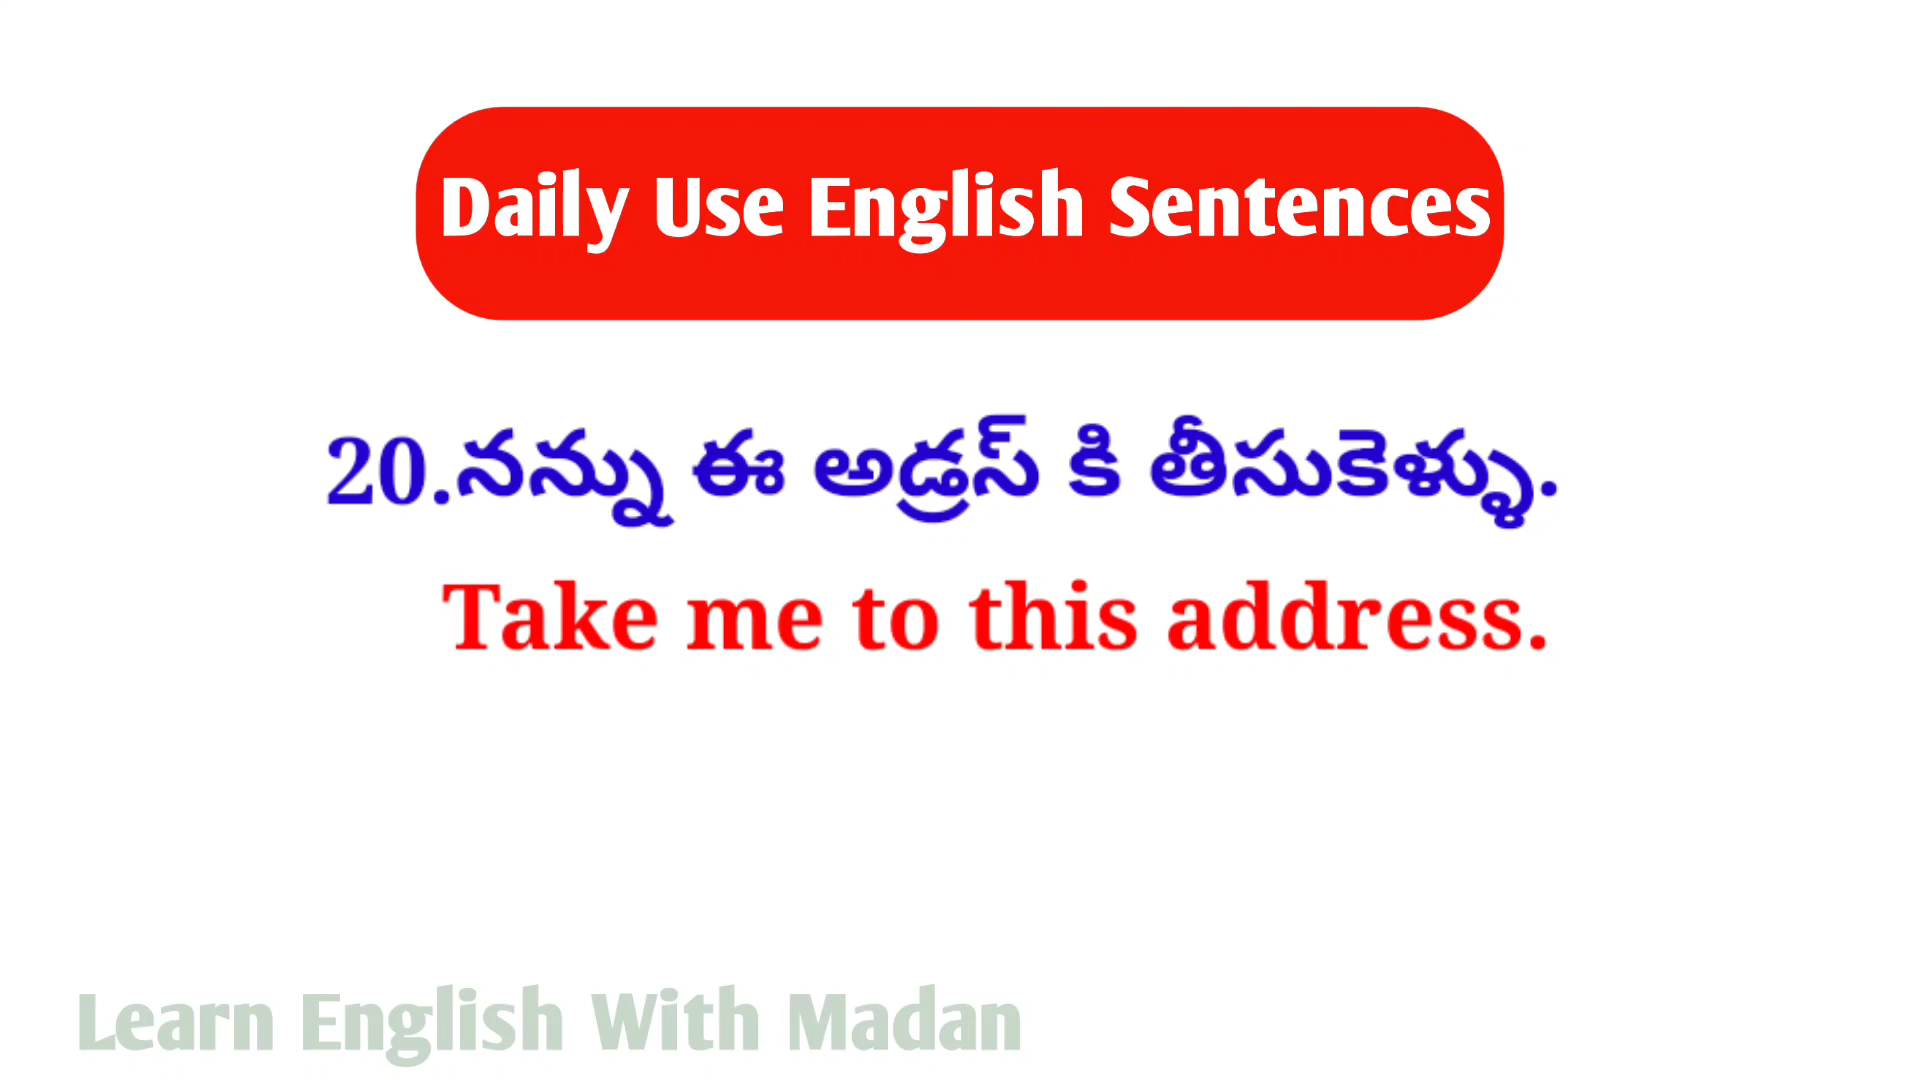 Daily Use English Sentences
20.నన్ను ఈ అడ్రస్ కి తీసుకెళ్ళు.
Take me to this address.
Learn English With Madan